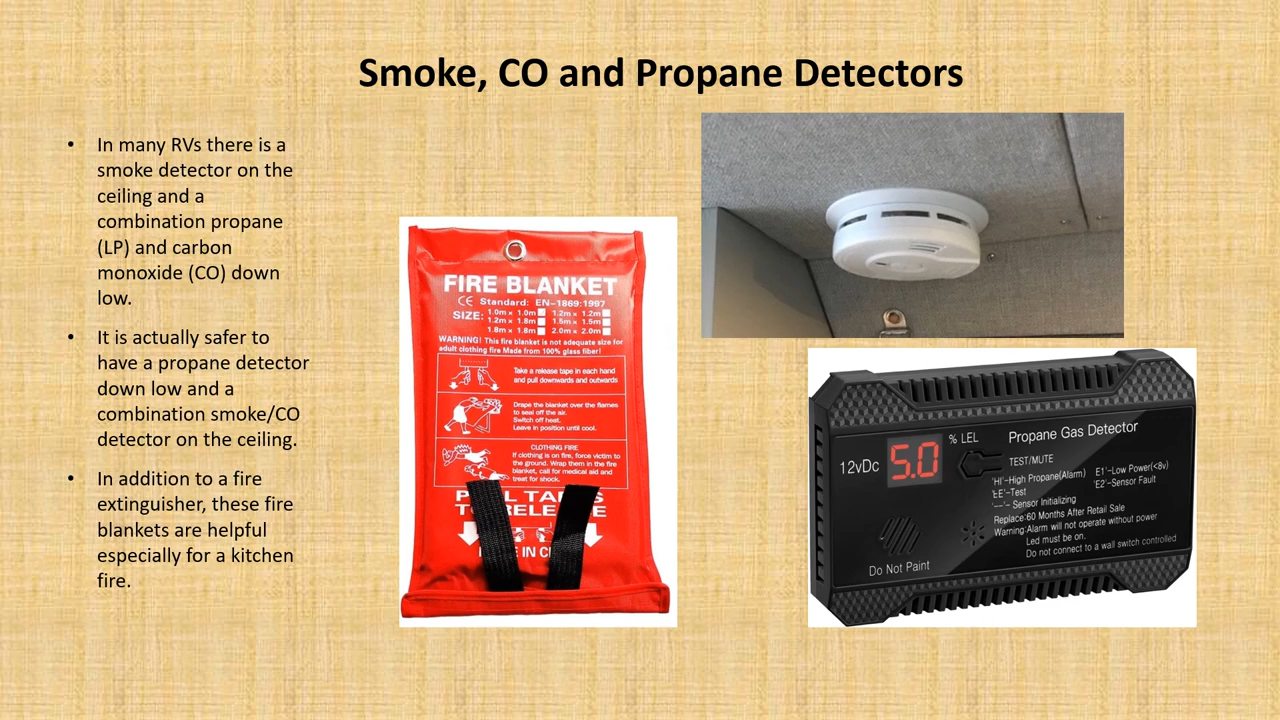 Smoke, CO and Propane Detectors
• In many RVs there is a
smoke detector on the
ceiling and a
combination propane
(LP) and carbon
monoxide (CO) down
low.
• It is actually safer to
have a propane detector
down low and a
combination smoke/CO
detector on the ceiling.
• In addition to a fire
extinguisher, these fire
blankets are helpful
especially for a kitchen
fire.
FIRE BLANKET
CE Standard: EN-1869:1997
SIZE: 1.0m x 1.0m 1.2m x 1.2m
1.2m x 1.8m 1.5m x 1.5m
1.8m x 1.8m 2.0m x 2.0m
WARNING! This fire blanket is not adequate size for
adult clothing fire Made from 100% glass fiber!
Take a release tape in each hand
and pull downwards and outwards
Drape the blanket over the flames
to seal off the air.
Switch off heat.
Leave in position until cool.
CLOTHING FIRE
If clothing is on fire, force victim to
the ground. Wrap them in the fire
blanket, call for medical aid and
treat for shock.
12vDc
5.0
% LEL
Propane Gas Detector
TEST/MUTE
'HI'-High Propane(Alarm) E1'-Low Power(<8v)
'EE'-Test 'E2'-Sensor Fault
'--'- Sensor Initializing
Replace:60 Months After Retail Sale
Warning:Alarm will not operate without power
Led must be on.
Do not connect to a wall switch controlled
Do Not Paint